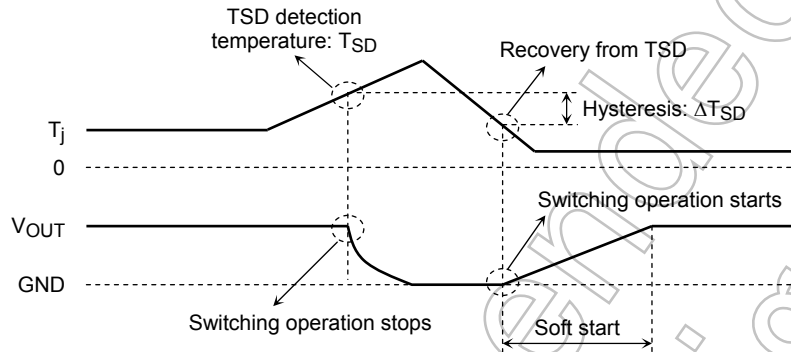 TSD detection
temperature: TSD
Recovery from TSD
Hysteresis: ΔTSD
Tj
0
Switching operation starts
VOUT
GND
Switching operation stops
Soft start